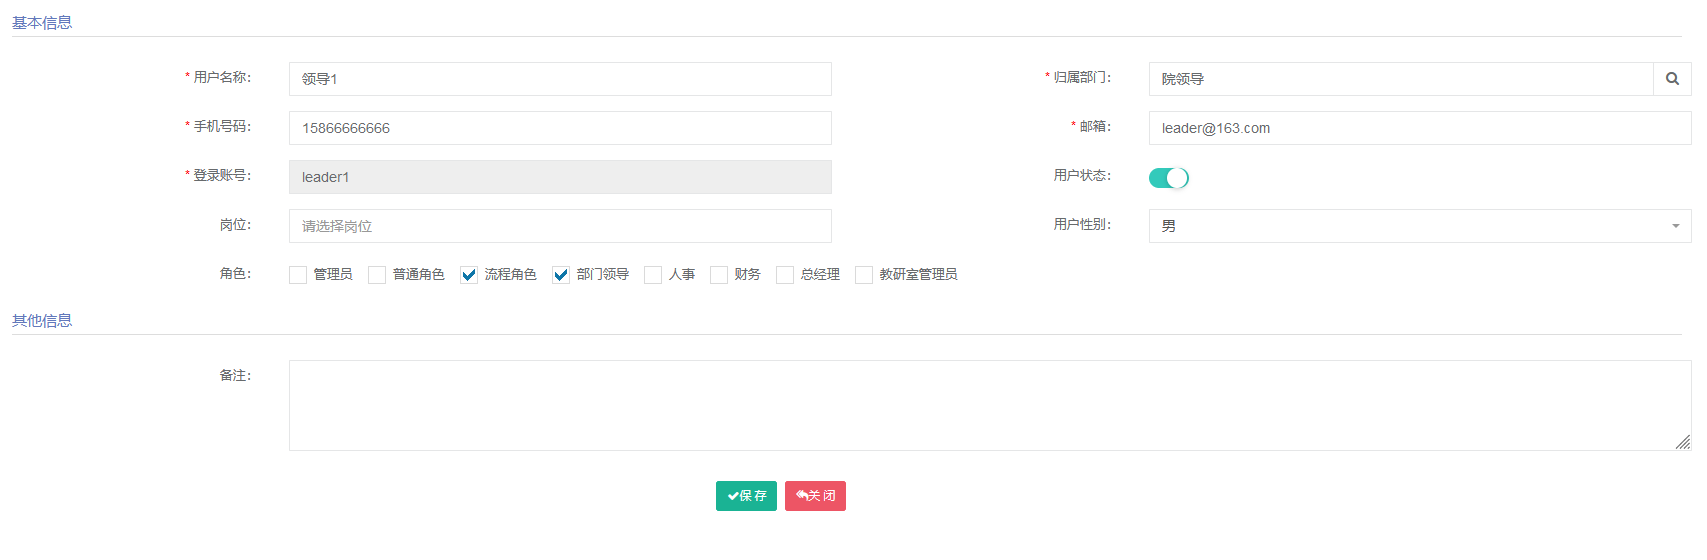 基本信息
* 用户名称： 领导1 * 归属部门： 院领导
* 手机号码： 15866666666 * 邮箱： leader@163.com
* 登录账号： leader1 用户状态：
岗位： 请选择岗位 用户性别： 男
角色： 管理员 普通角色 流程角色 部门领导 人事 财务 总经理 教研室管理员
其他信息
备注：
保存 关闭